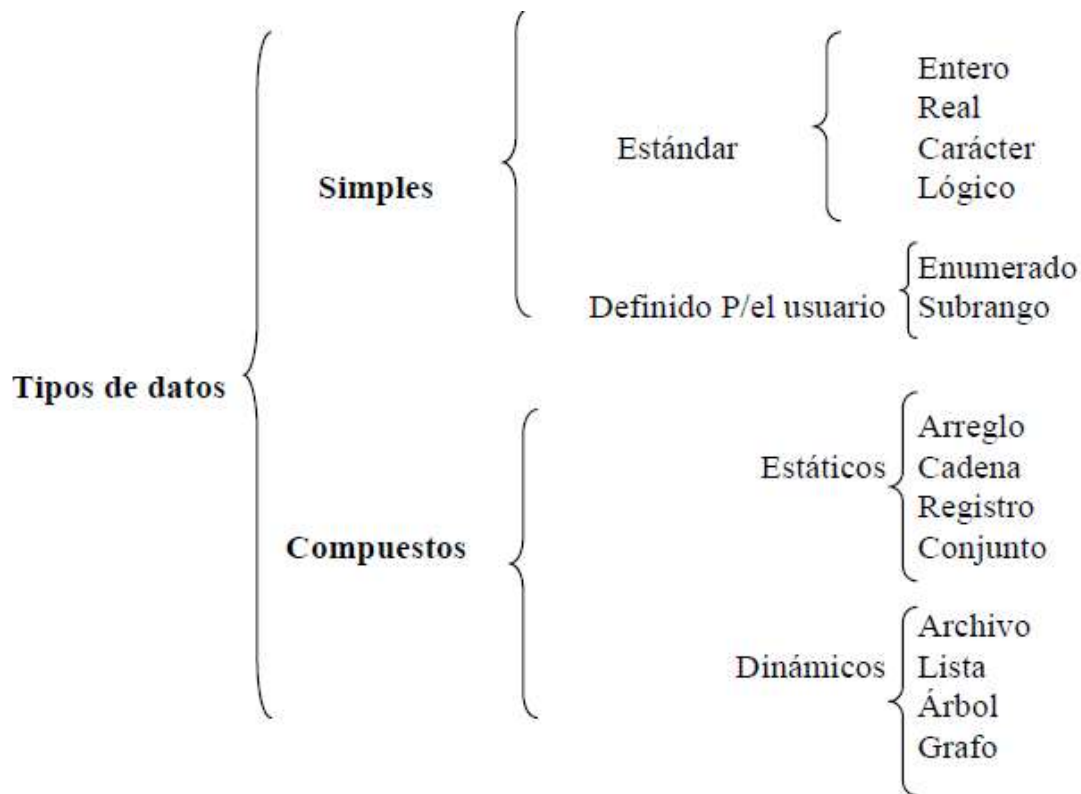 Tipos de datos
Simples
Estándar
Entero
Real
Carácter
Lógico
Definido P/el usuario
Enumerado
Subrango
Compuestos
Estáticos
Arreglo
Cadena
Registro
Conjunto
Dinámicos
Archivo
Lista
Árbol
Grafo